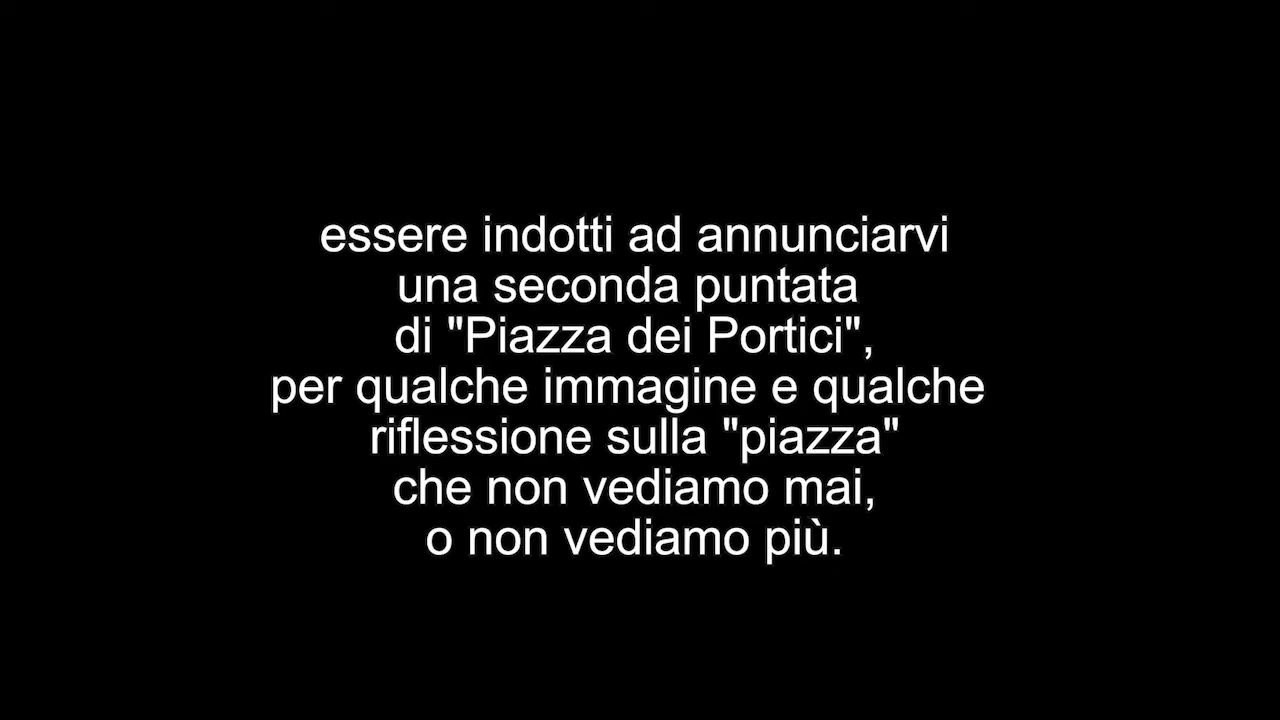 essere indotti ad annunciarvi
una seconda puntata
di "Piazza dei Portici",
per qualche immagine e qualche
riflessione sulla "piazza"
che non vediamo mai,
o non vediamo più.